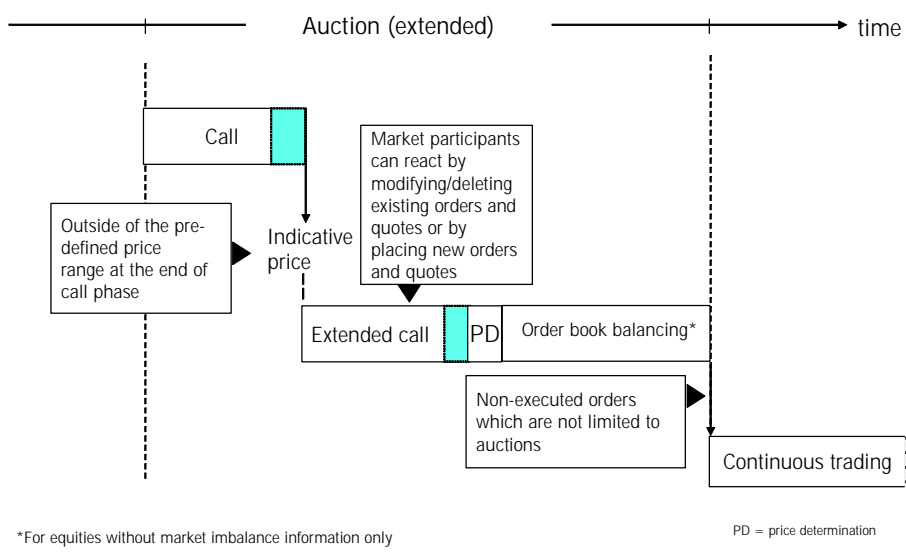 Auction (extended)
time
Call
Market participants
can react by
modifying/deleting
existing orders and
quotes or by
placing new orders
and quotes
Outside of the pre-
defined price
range at the end of
call phase
Indicative
price
Extended call
PD
Order book balancing*
Non-executed orders
which are not limited to
auctions
Continuous trading
*For equities without market imbalance information only
PD = price determination